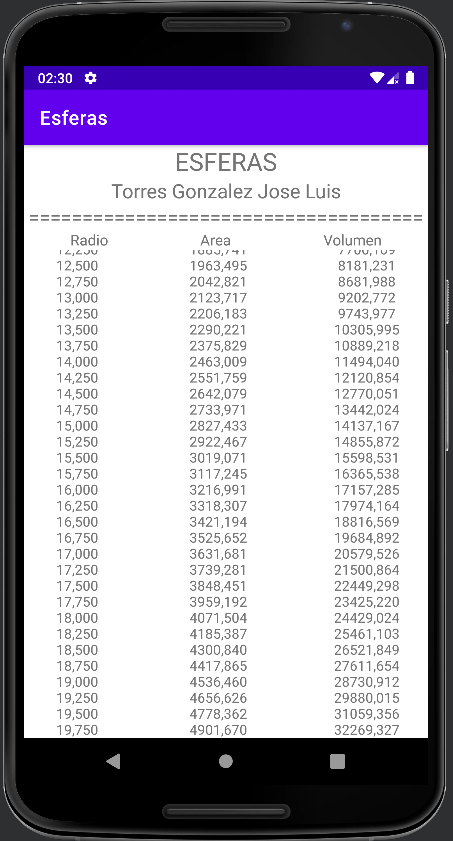 02:30
Esferas
ESFERAS
Torres Gonzalez Jose Luis
=====================================
Radio Area Volumen
12,250 1885,741 7700,109
12,500 1963,495 8181,231
12,750 2042,821 8681,988
13,000 2123,717 9202,772
13,250 2206,183 9743,977
13,500 2290,221 10305,995
13,750 2375,829 10889,218
14,000 2463,009 11494,040
14,250 2551,759 12120,854
14,500 2642,079 12770,051
14,750 2733,971 13442,024
15,000 2827,433 14137,167
15,250 2922,467 14855,872
15,500 3019,071 15598,531
15,750 3117,245 16365,538
16,000 3216,991 17157,285
16,250 3318,307 17974,164
16,500 3421,194 18816,569
16,750 3525,652 19684,892
17,000 3631,681 20579,526
17,250 3739,281 21500,864
17,500 3848,451 22449,298
17,750 3959,192 23425,220
18,000 4071,504 24429,024
18,250 4185,387 25461,103
18,500 4300,840 26521,849
18,750 4417,865 27611,654
19,000 4536,460 28730,912
19,250 4656,626 29880,015
19,500 4778,362 31059,356
19,750 4901,670 32269,327